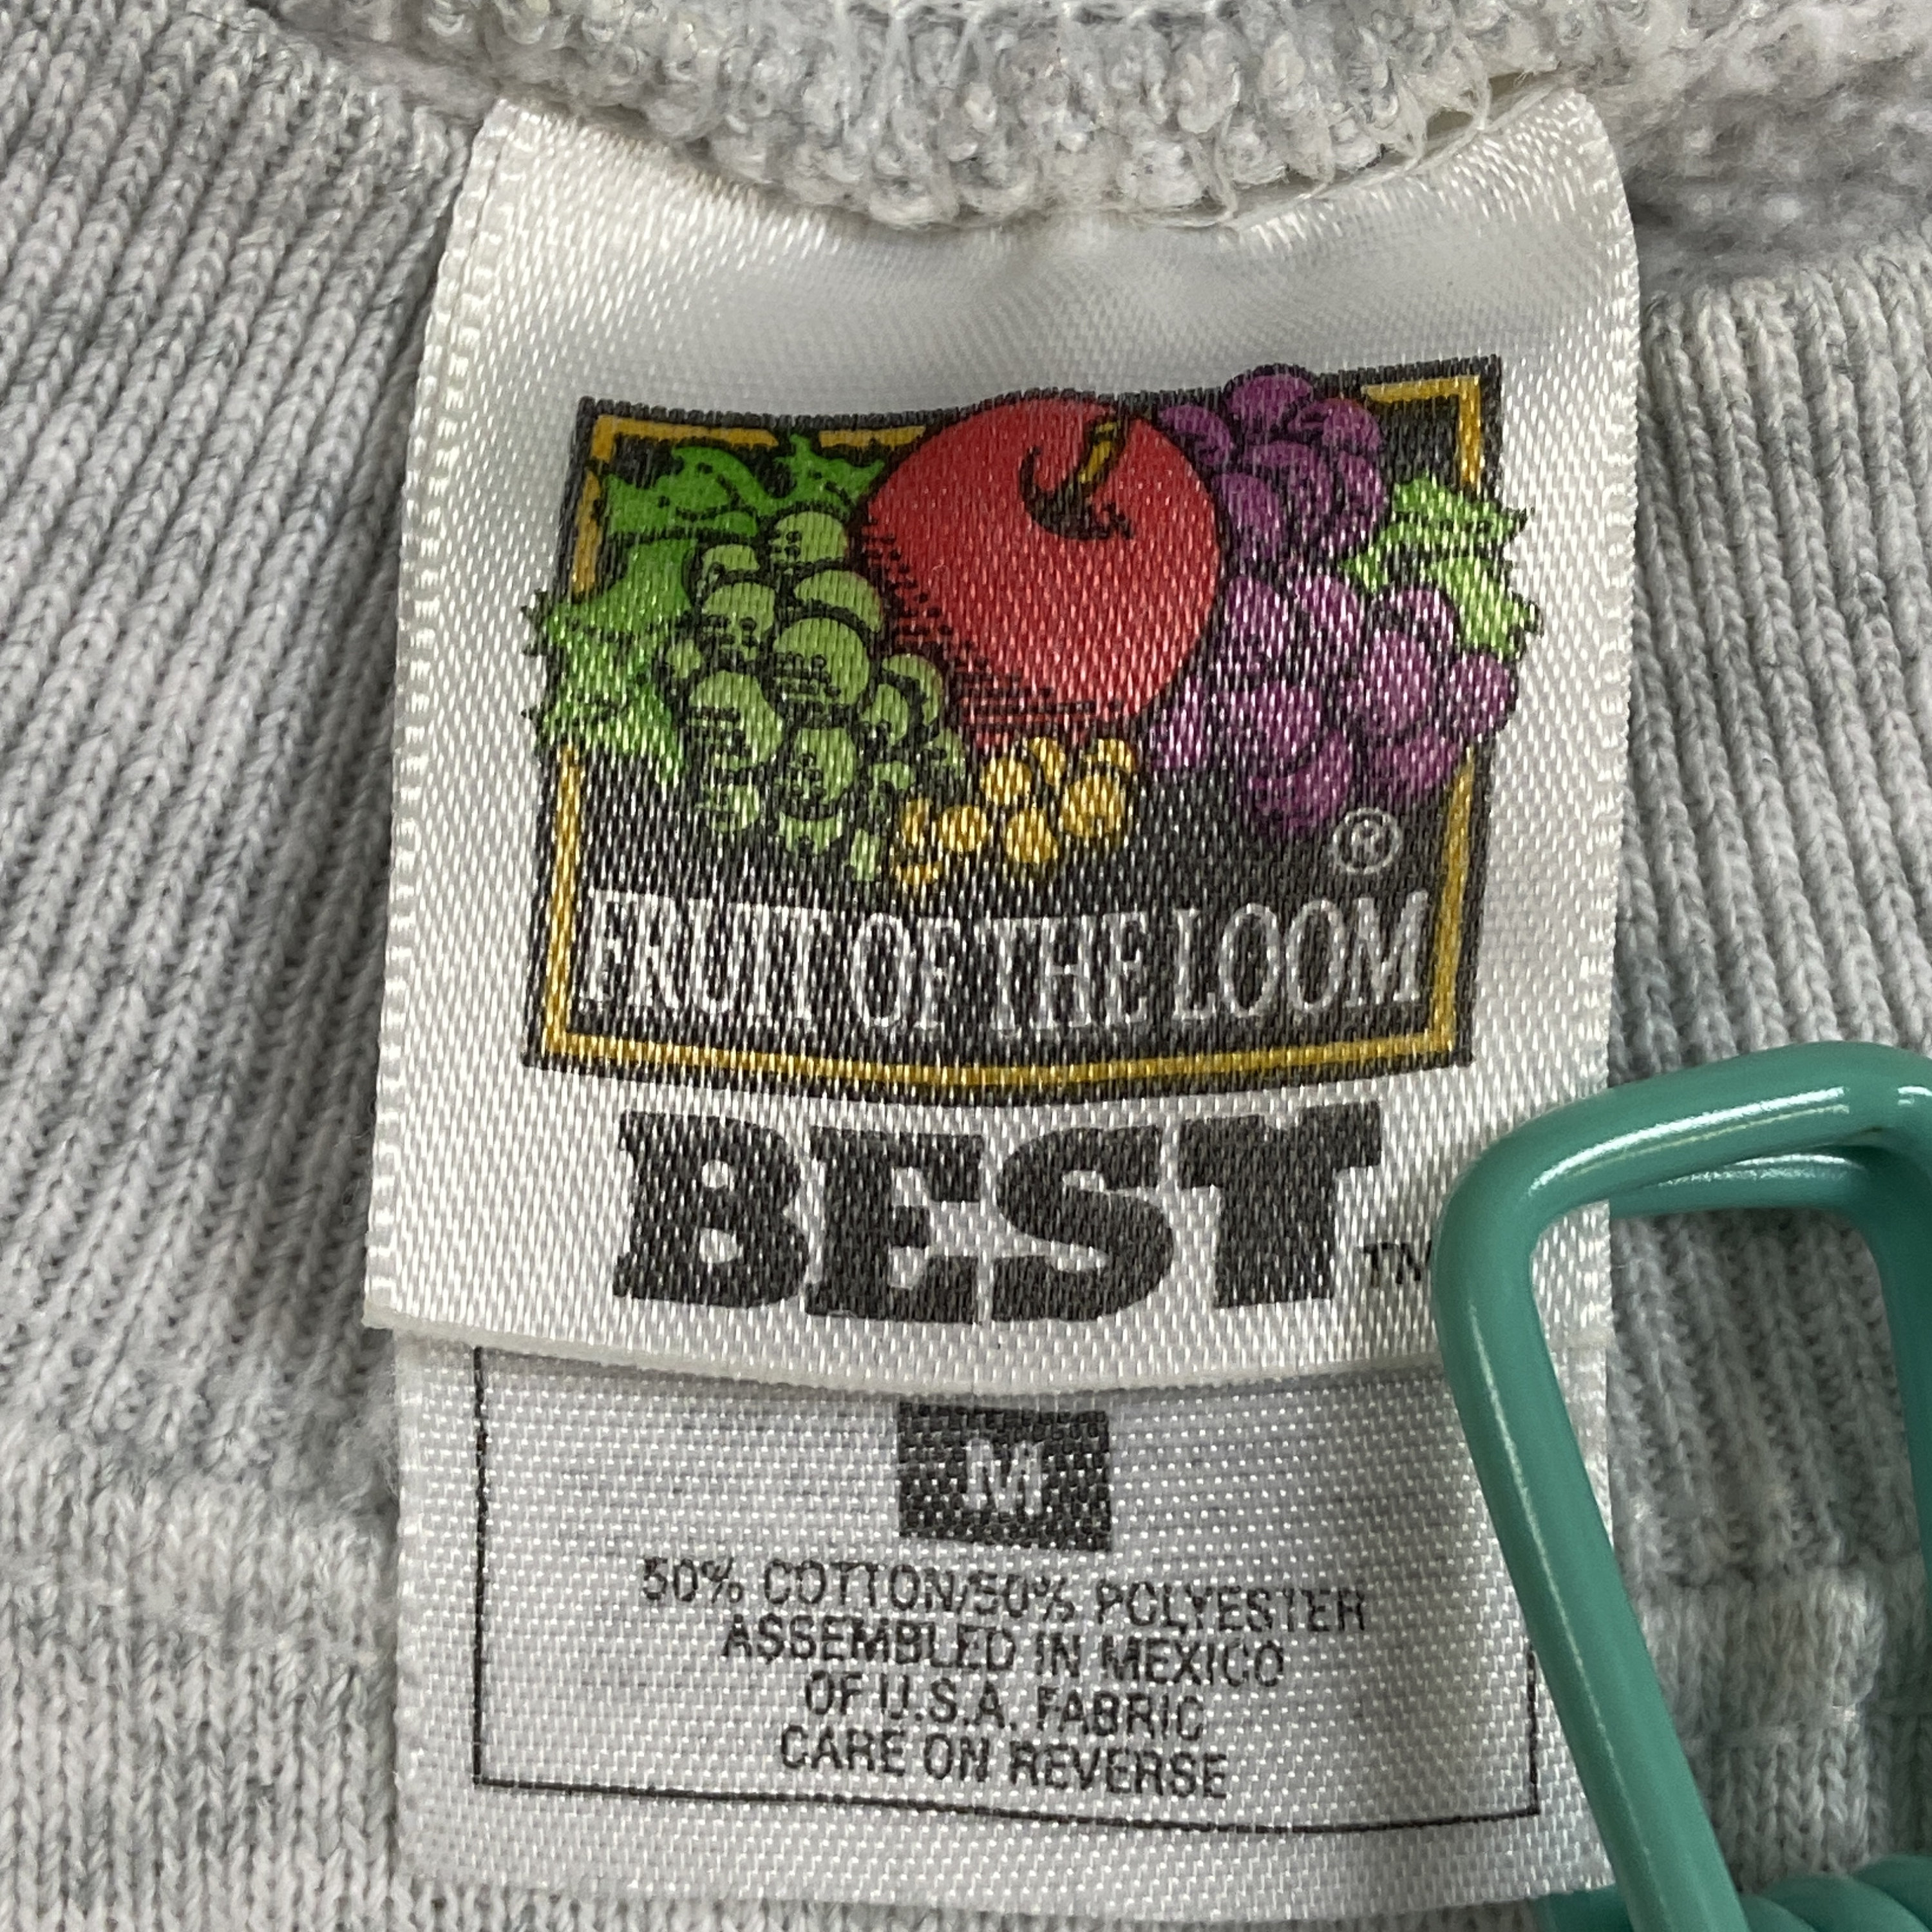 ®
FRUIT OF THE LOOM
BEST
TM
M
50% COTTON/50% POLYESTER
ASSEMBLED IN MEXICO
OF U.S.A. FABRIC
CARE ON REVERSE